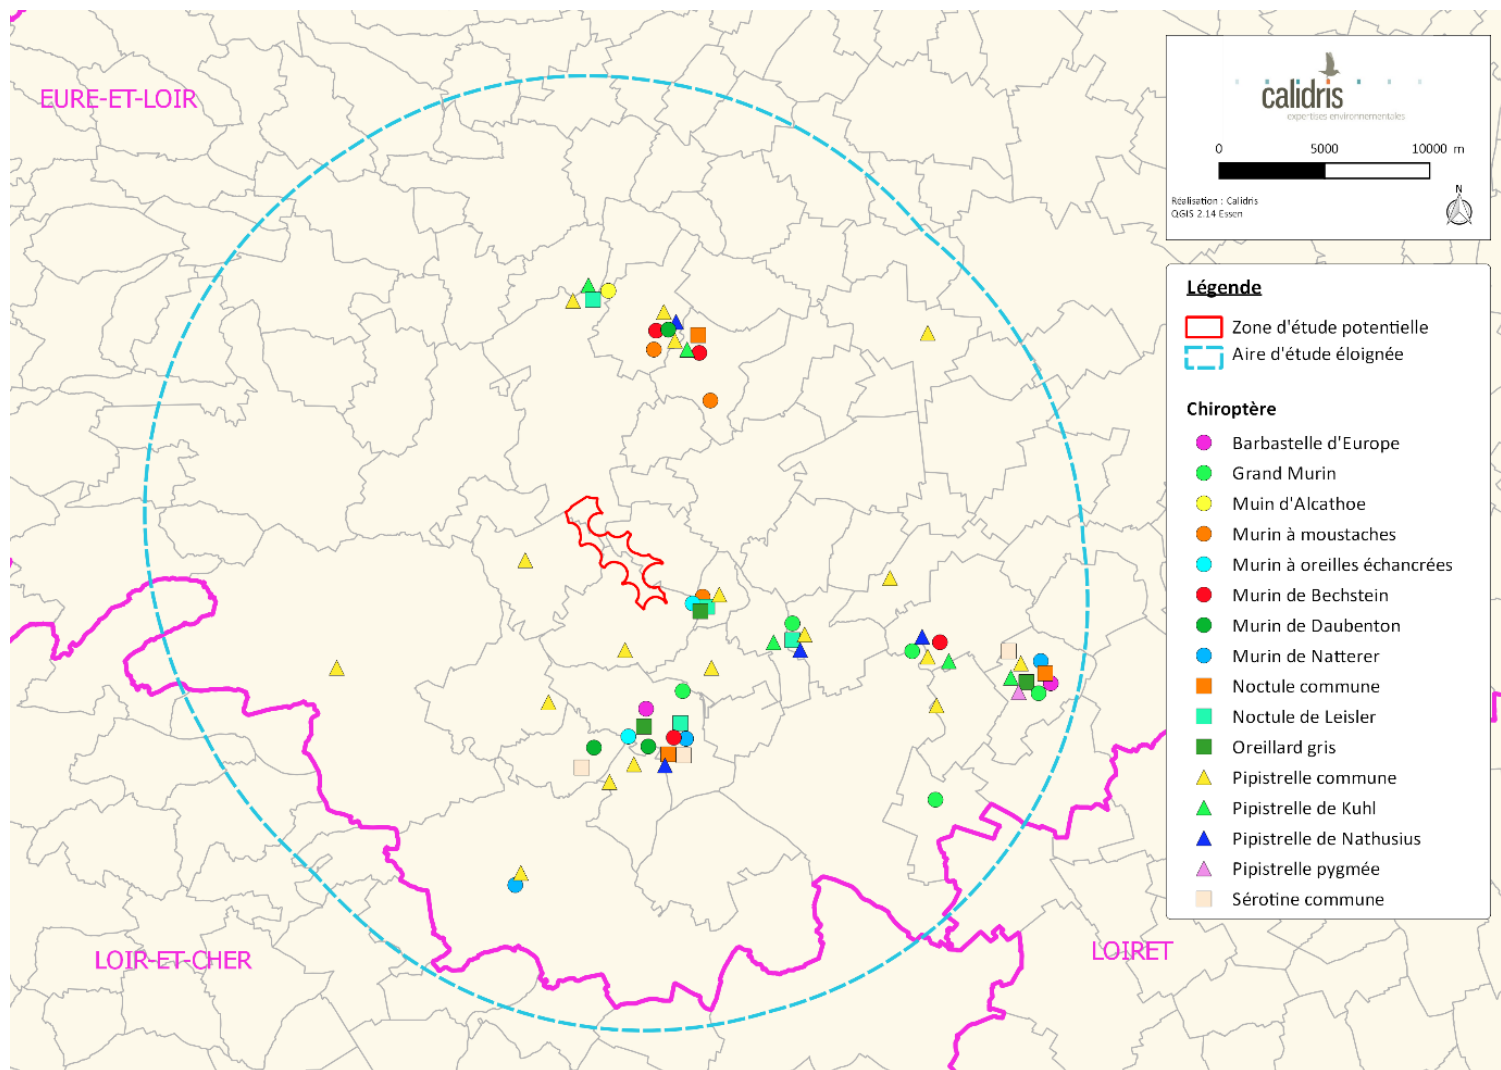 EURE-ET-LOIR
calidris
expertises environnementales
0 5000 10000 m
Réalisation : Calidris
QGIS 2.14 Essen
N
Légende
Zone d'étude potentielle
Aire d'étude éloignée
Chiroptère
Barbastelle d'Europe
Grand Murin
Muin d'Alcathoe
Murin à moustaches
Murin à oreilles échancrées
Murin de Bechstein
Murin de Daubenton
Murin de Natterer
Noctule commune
Noctule de Leisler
Oreillard gris
Pipistrelle commune
Pipistrelle de Kuhl
Pipistrelle de Nathusius
Pipistrelle pygmée
Sérotine commune
LOIR-ET-CHER
LOIRET